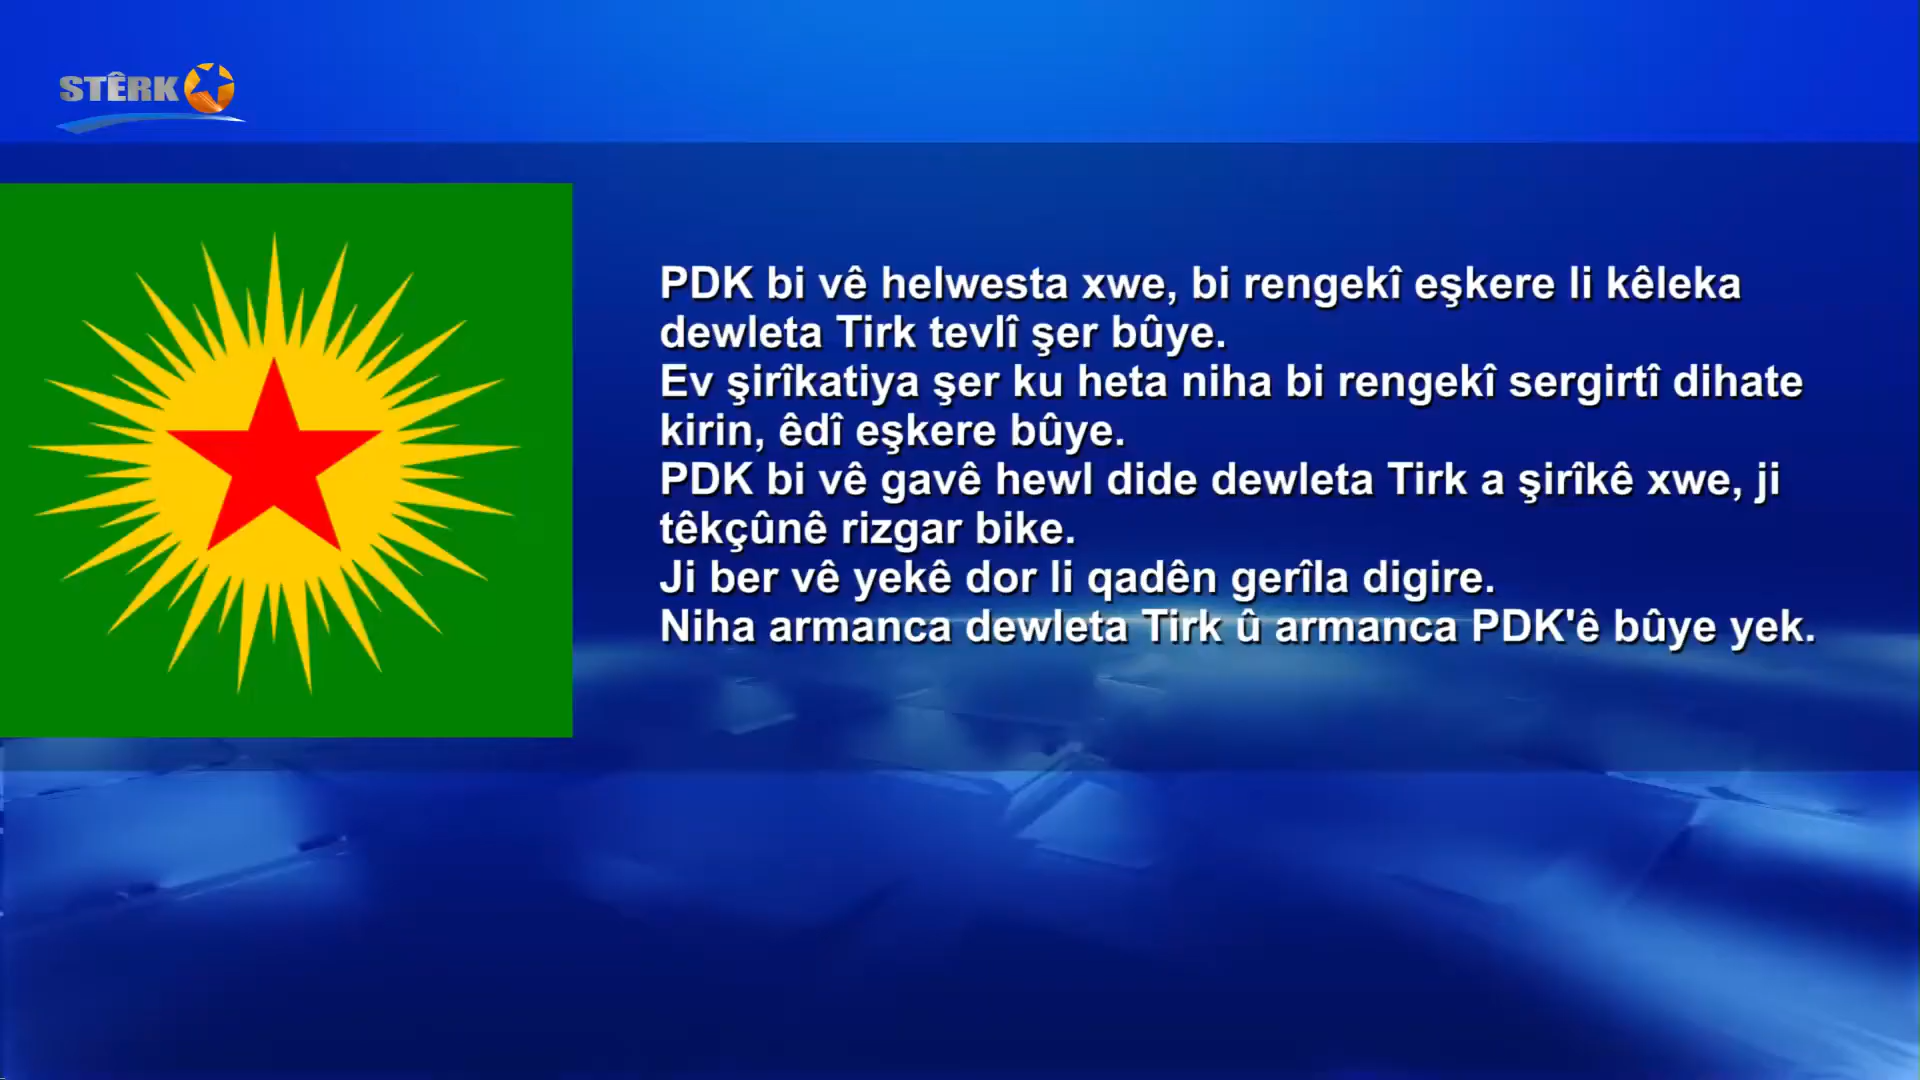 STÊRK
PDK bi vê helwesta xwe, bi rengekî eşkere li kêleka
dewleta Tirk tevlî şer bûye.
Ev şirîkatiya şer ku heta niha bi rengekî sergirtî dihate
kirin, êdî eşkere bûye.
PDK bi vê gavê hewl dide dewleta Tirk a şirîkê xwe, ji
têkçûnê rizgar bike.
Ji ber vê yekê dor li qadên gerîla digire.
Niha armanca dewleta Tirk û armanca PDK'ê bûye yek.